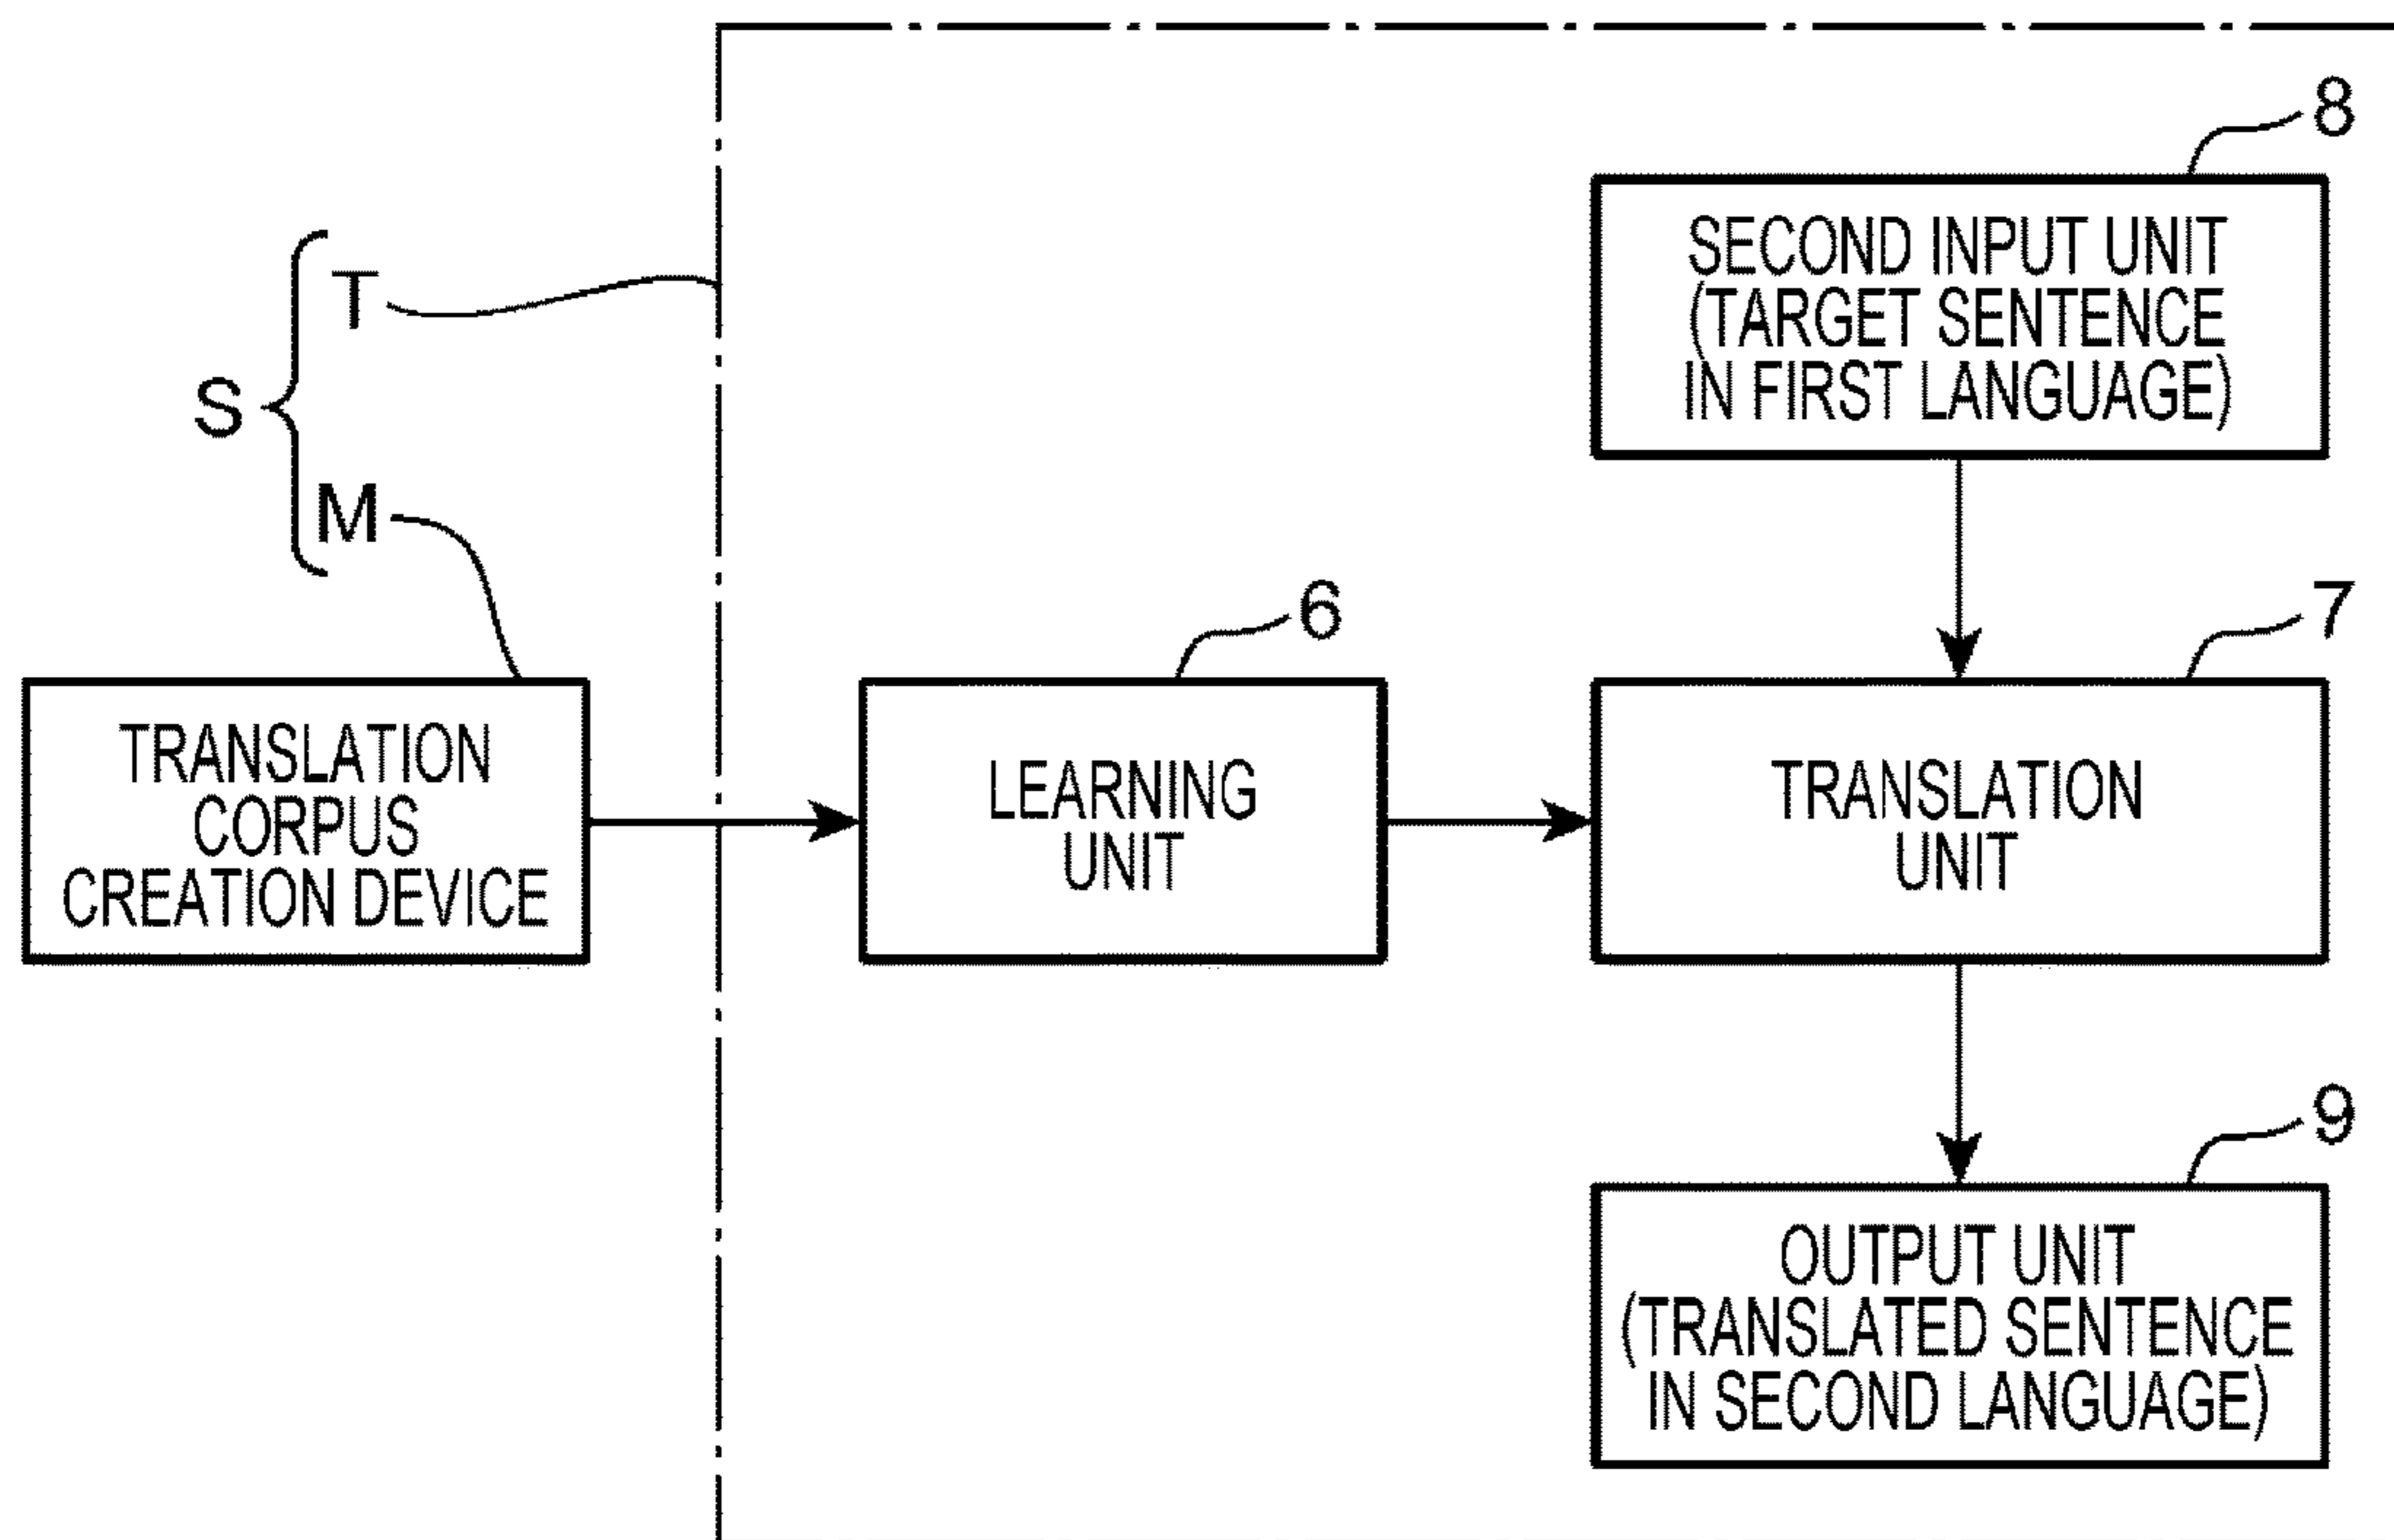 8
SECOND INPUT UNIT
(TARGET SENTENCE
IN FIRST LANGUAGE)
T
S
M
6
7
TRANSLATION
CORPUS
CREATION DEVICE
LEARNING
UNIT
TRANSLATION
UNIT
9
OUTPUT UNIT
(TRANSLATED SENTENCE
IN SECOND LANGUAGE)